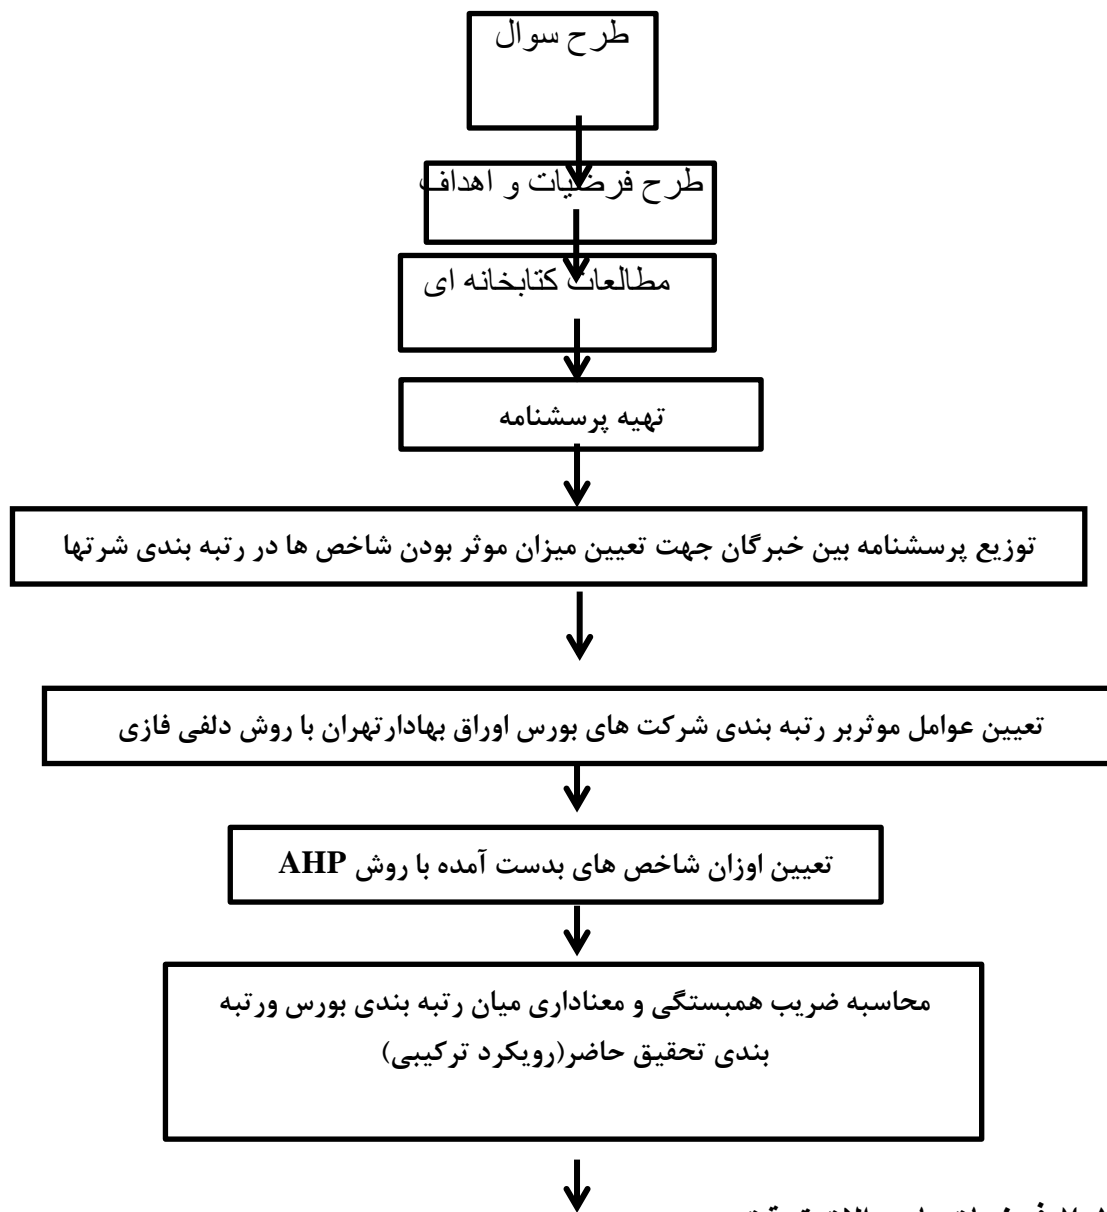 طرح سوال
طرح فرضیات و اهداف
مطالعات کتابخانه ای
تهیه پرسشنامه
توزیع پرسشنامه بین خبرگان جهت تعیین میزان موثر بودن شاخص ها در رتبه بندی شرتها
تعیین عوامل موثربر رتبه بندی شرکت های بورس اوراق بهادارتهران با روش دلفی فازی
تعیین اوزان شاخص های بدست آمده با روش AHP
محاسبه ضریب همبستگی و معناداری میان رتبه بندی بورس ورتبه
بندی تحقیق حاضر(رویکرد ترکیبی)